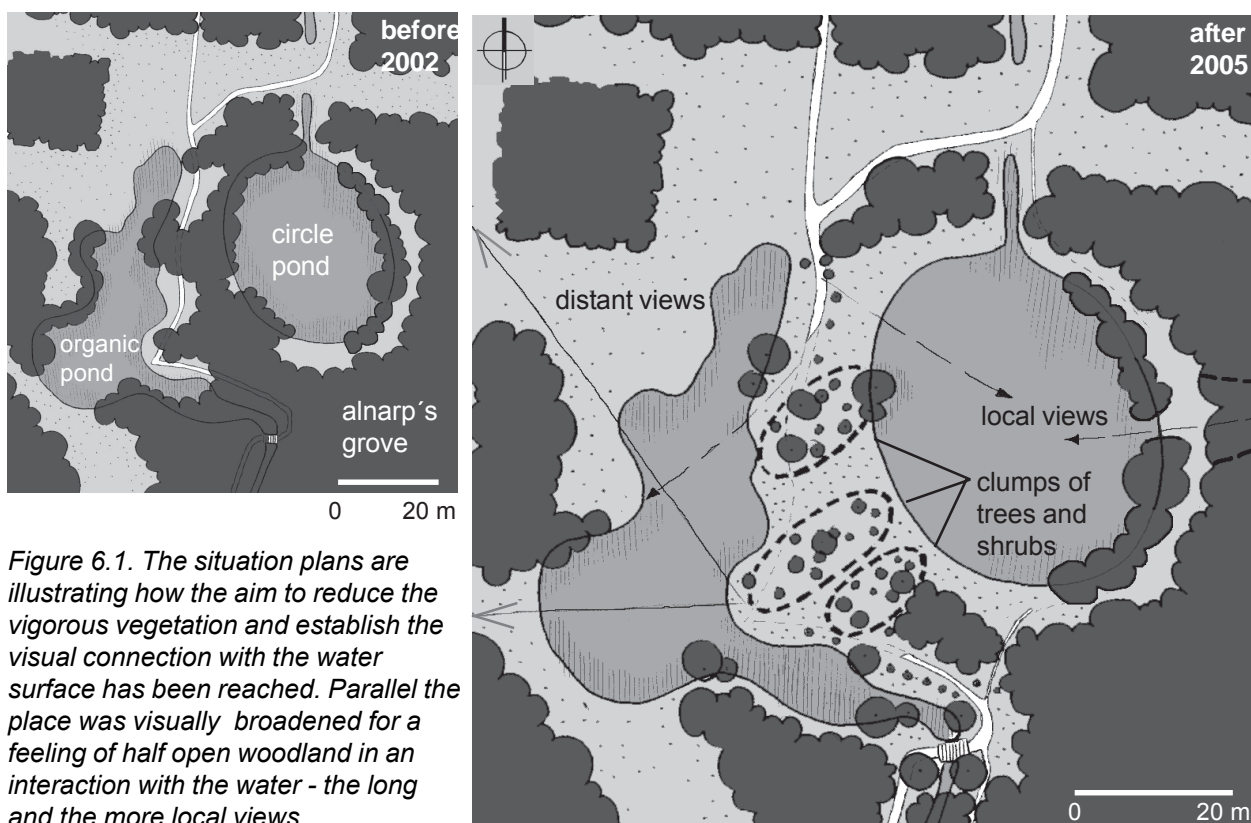 before
2002
circle
pond
organic
pond
alnarp´s
grove
0 20 m
Figure 6.1. The situation plans are
illustrating how the aim to reduce the
vigorous vegetation and establish the
visual connection with the water
surface has been reached. Parallel the
place was visually broadened for a
feeling of half open woodland in an
interaction with the water - the long
and the more local views
after
2005
distant views
local views
clumps of
trees and
shrubs
0 20 m